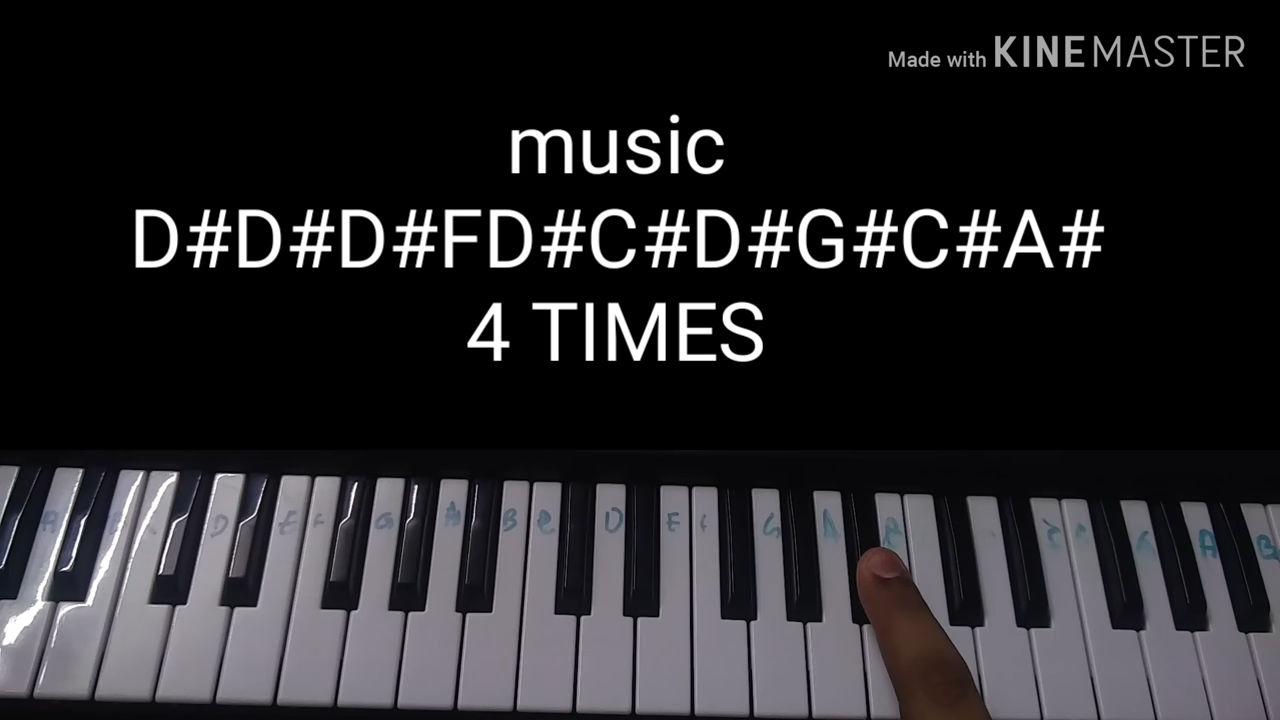 Made with KINEMASTER
music
D#D#D#FD#C#D#G#C#A#
4 TIMES
A B D E F G A B C D E F G A B C F G A B